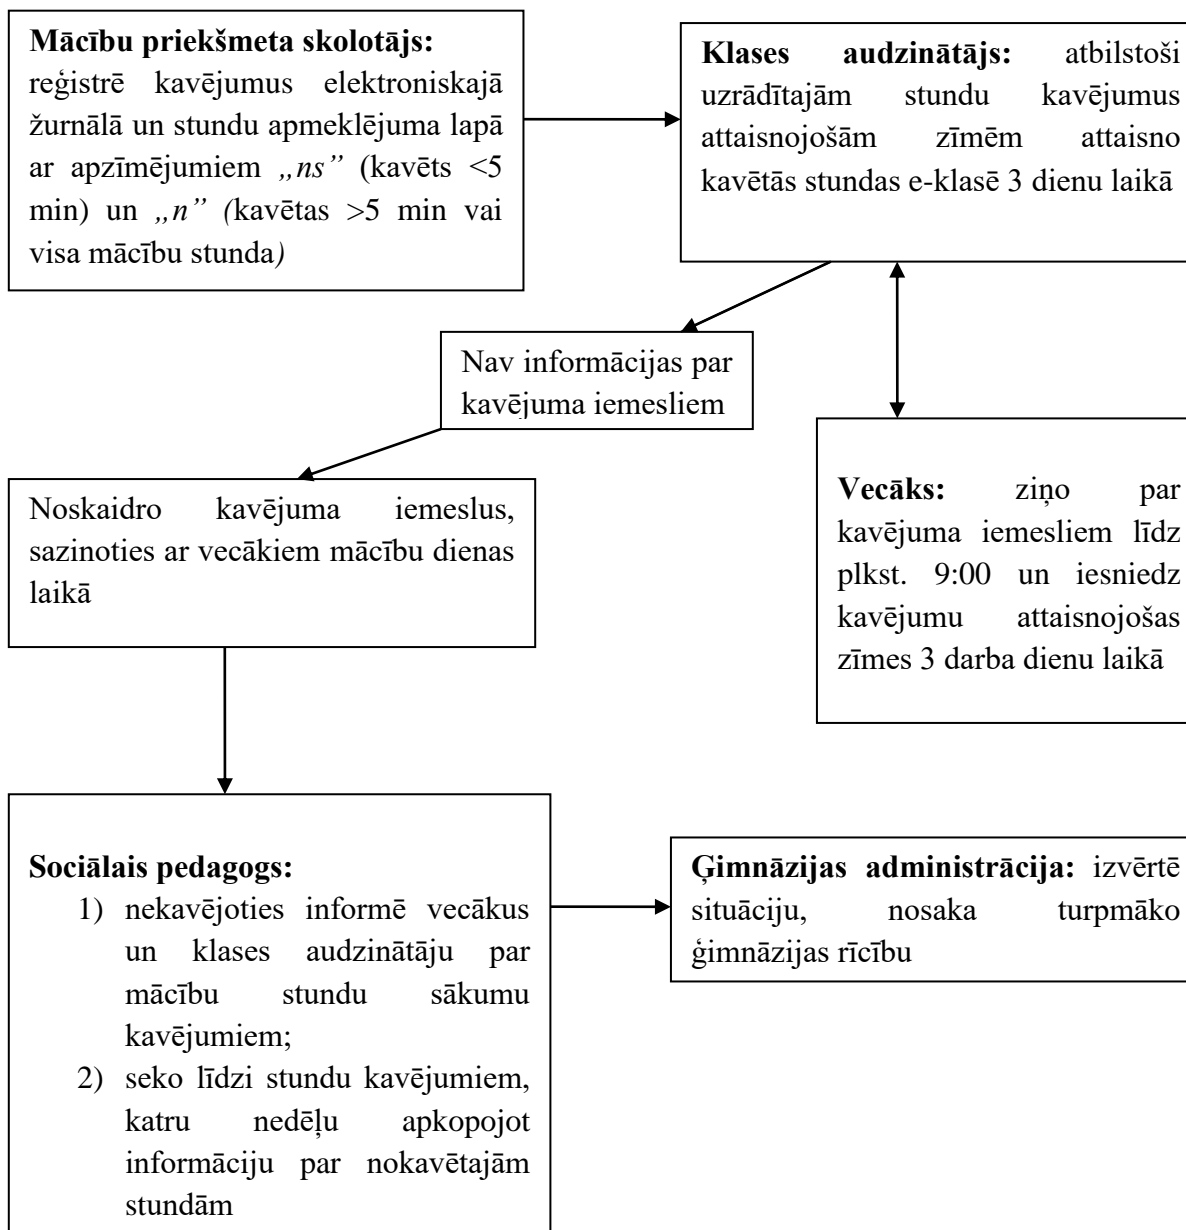 Mācību priekšmeta skolotājs:
reģistrē kavējumus elektroniskajā
žurnālā un stundu apmeklējuma lapā
ar apzīmējumiem „ns” (kavēts <5
min) un „n” (kavētas >5 min vai
visa mācību stunda)
Klases audzinātājs: atbilstoši
uzrādītajām stundu kavējumus
attaisnojošām zīmēm attaisno
kavētās stundas e-klasē 3 dienu laikā
Nav informācijas par
kavējuma iemesliem
Noskaidro kavējuma iemeslus,
sazinoties ar vecākiem mācību dienas
laikā
Vecāks: ziņo par
kavējuma iemesliem līdz
plkst. 9:00 un iesniedz
kavējumu attaisnojošas
zīmes 3 darba dienu laikā
Sociālais pedagogs:
1) nekavējoties informē vecākus
un klases audzinātāju par
mācību stundu sākumu
kavējumiem;
2) seko līdzi stundu kavējumiem,
katru nedēļu apkopojot
informāciju par nokavētajām
stundām
Ģimnāzijas administrācija: izvērtē
situāciju, nosaka turpmāko
ģimnāzijas rīcību